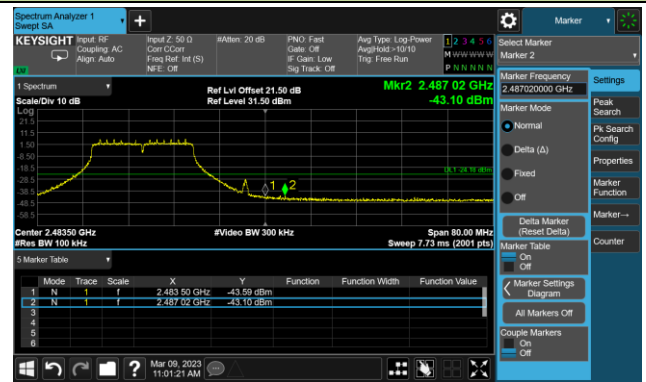 Spectrum Analyzer 1
Swept SA
+
Marker
KEYSIGHT
Input: RF
Coupling: AC
Align: Auto
Input Z: 50 Ω
Corr CCorr
Freq Ref: Int (S)
NFE: Off
#Atten: 20 dB
PNO: Fast
Gate: Off
IF Gain: Low
Sig Track: Off
Avg Type: Log-Power
Avg|Hold:>10/10
Trig: Free Run
1 2 3 4 5 6
M W W W W W
P N N N N N
Select Marker
Marker 2
LXI
1 Spectrum
Scale/Div 10 dB
Ref Lvl Offset 21.50 dB
Ref Level 31.50 dBm
Mkr2 2.487 02 GHz
-43.10 dBm
Log
21.5
11.5
1.50
-8.50
-18.5
-28.5
-38.5
-48.5
-58.5
DL1 -24.16 dBm
1
2
Center 2.48350 GHz
#Res BW 100 kHz
#Video BW 300 kHz
Span 80.00 MHz
Sweep 7.73 ms (2001 pts)
5 Marker Table
Mode Trace Scale X Y Function Function Width Function Value
1 N 1 f 2.483 50 GHz -43.59 dBm
2 N 1 f 2.487 02 GHz -43.10 dBm
3
4
5
6
Marker Frequency
2.487020000 GHz
Marker Mode
Normal
Delta (Δ)
Fixed
Off
Delta Marker
(Reset Delta)
Marker Table
On
Off
Marker Settings
Diagram
All Markers Off
Couple Markers
On
Off
Settings
Peak
Search
Pk Search
Config
Properties
Marker
Function
Marker→
Counter
?
Mar 09, 2023
11:01:21 AM